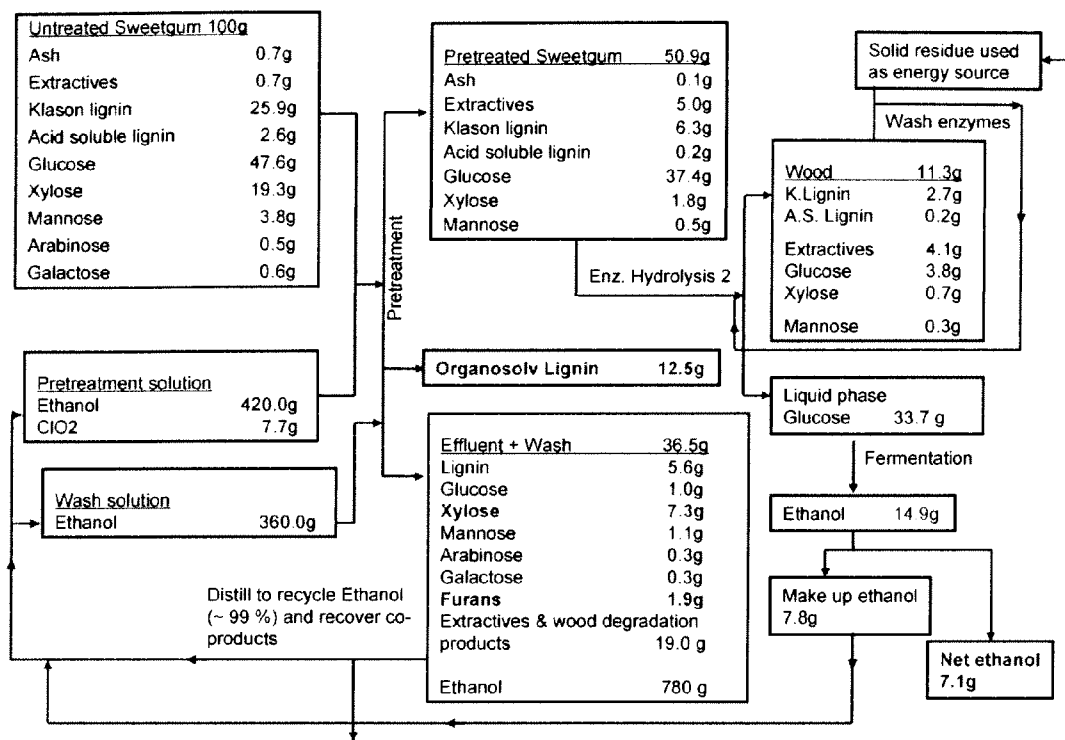 Untreated Sweetgum 100g
Ash 0.7g
Extractives 0.7g
Klason lignin 25.9g
Acid soluble lignin 2.6g
Glucose 47.6g
Xylose 19.3g
Mannose 3.8g
Arabinose 0.5g
Galactose 0.6g
Pretreatment solution
Ethanol 420.0g
ClO2 7.7g
Wash solution
Ethanol 360.0g
Pretreatment
Pretreated Sweetgum 50.9g
Ash 0.1g
Extractives 5.0g
Klason lignin 6.3g
Acid soluble lignin 0.2g
Glucose 37.4g
Xylose 1.8g
Mannose 0.5g
Enz. Hydrolysis 2
Organosolv Lignin 12.5g
Effluent + Wash 36.5g
Lignin 5.6g
Glucose 1.0g
Xylose 7.3g
Mannose 1.1g
Arabinose 0.3g
Galactose 0.3g
Furans 1.9g
Extractives & wood degradation
products 19.0 g
Ethanol 780 g
Distill to recycle Ethanol
(~ 99 %) and recover co-
products
Solid residue used
as energy source
Wash enzymes
Wood 11.3g
K.Lignin 2.7g
A.S. Lignin 0.2g
Extractives 4.1g
Glucose 3.8g
Xylose 0.7g
Mannose 0.3g
Liquid phase
Glucose 33.7 g
Fermentation
Ethanol 14.9g
Make up ethanol
7.8g
Net ethanol
7.1g